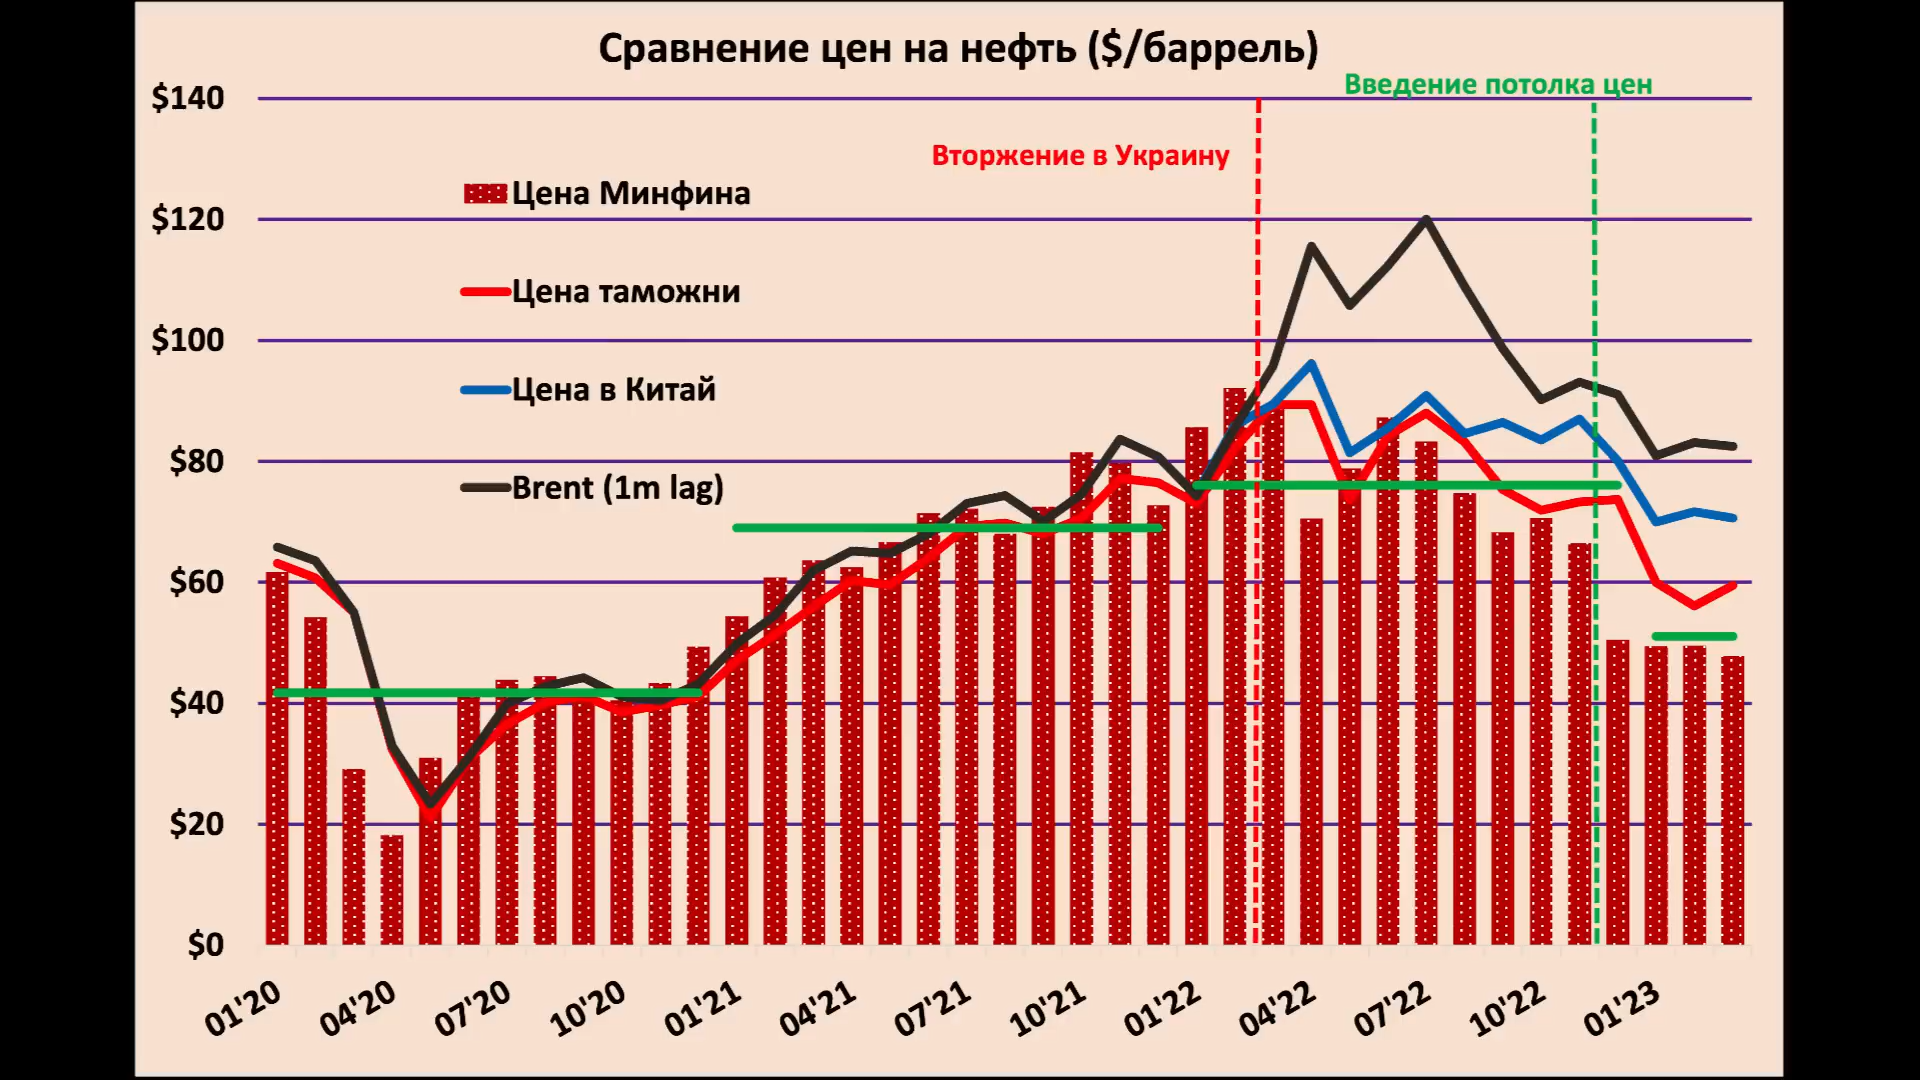 Сравнение цен на нефть ($/баррель)
Введение потолка цен
$140
Вторжение в Украину
Цена Минфина
$120
Цена таможни
$100
Цена в Китай
$80
Brent (1m lag)
$60
$40
$20
$0
01'20 04'20 07'20 10'20 01'21 04'21 07'21 10'21 01'22 04'22 07'22 10'22 01'23